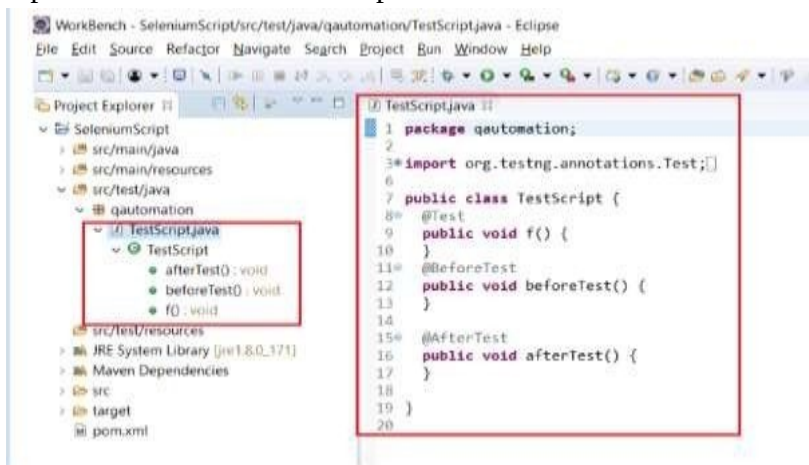 WorkBench - SeleniumScript/src/test/java/qautomation/TestScript.java - Eclipse
File Edit Source Refactor Navigate Search Project Run Window Help
Project Explorer
SeleniumScript
src/main/java
src/main/resources
src/test/java
qautomation
TestScript.java
TestScript
afterTest() : void
beforeTest() : void
f() : void
src/test/resources
JRE System Library [jre1.8.0_171]
Maven Dependencies
src
target
pom.xml
TestScript.java
1 package qautomation;
2
3 import org.testng.annotations.Test;
6
7 public class TestScript {
8 @Test
9 public void f() {
10 }
11 @BeforeTest
12 public void beforeTest() {
13 }
14
15 @AfterTest
16 public void afterTest() {
17 }
18
19 }
20